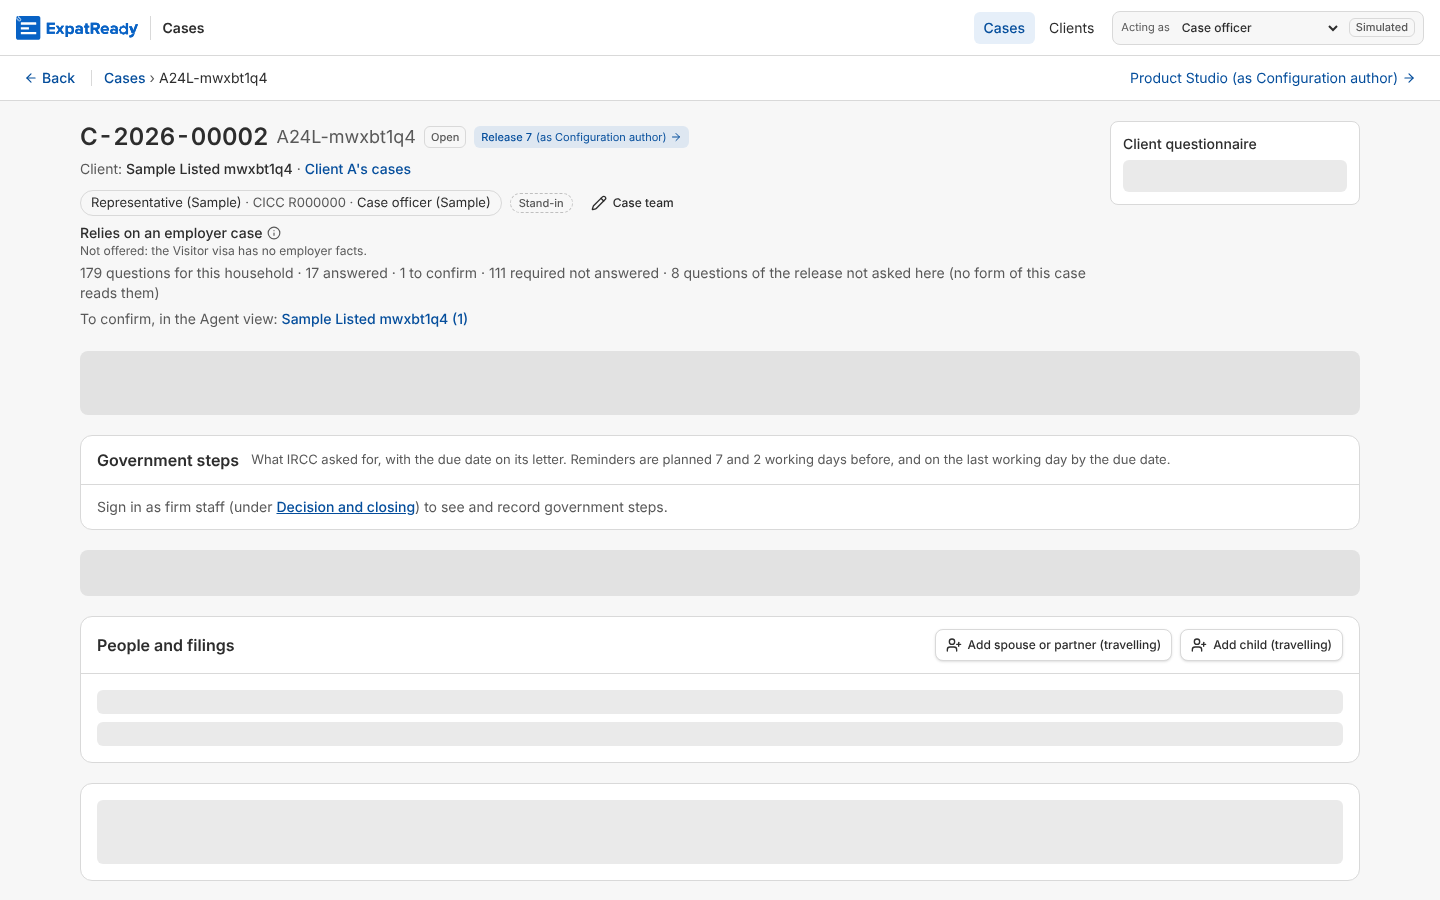 ExpatReady
Cases
Cases
Clients
Acting as
Case officer
Simulated
Back
Cases › A24L-mwxbt1q4
Product Studio (as Configuration author) →
C-2026-00002 A24L-mwxbt1q4
Open
Release 7 (as Configuration author) →
Client: Sample Listed mwxbt1q4 · Client A's cases
Representative (Sample) · CICC R000000 · Case officer (Sample)
Stand-in
Case team
Relies on an employer case
Not offered: the Visitor visa has no employer facts.
179 questions for this household · 17 answered · 1 to confirm · 111 required not answered · 8 questions of the release not asked here (no form of this case
reads them)
To confirm, in the Agent view: Sample Listed mwxbt1q4 (1)
Client questionnaire
Government steps
What IRCC asked for, with the due date on its letter. Reminders are planned 7 and 2 working days before, and on the last working day by the due date.
Sign in as firm staff (under Decision and closing) to see and record government steps.
People and filings
Add spouse or partner (travelling)
Add child (travelling)